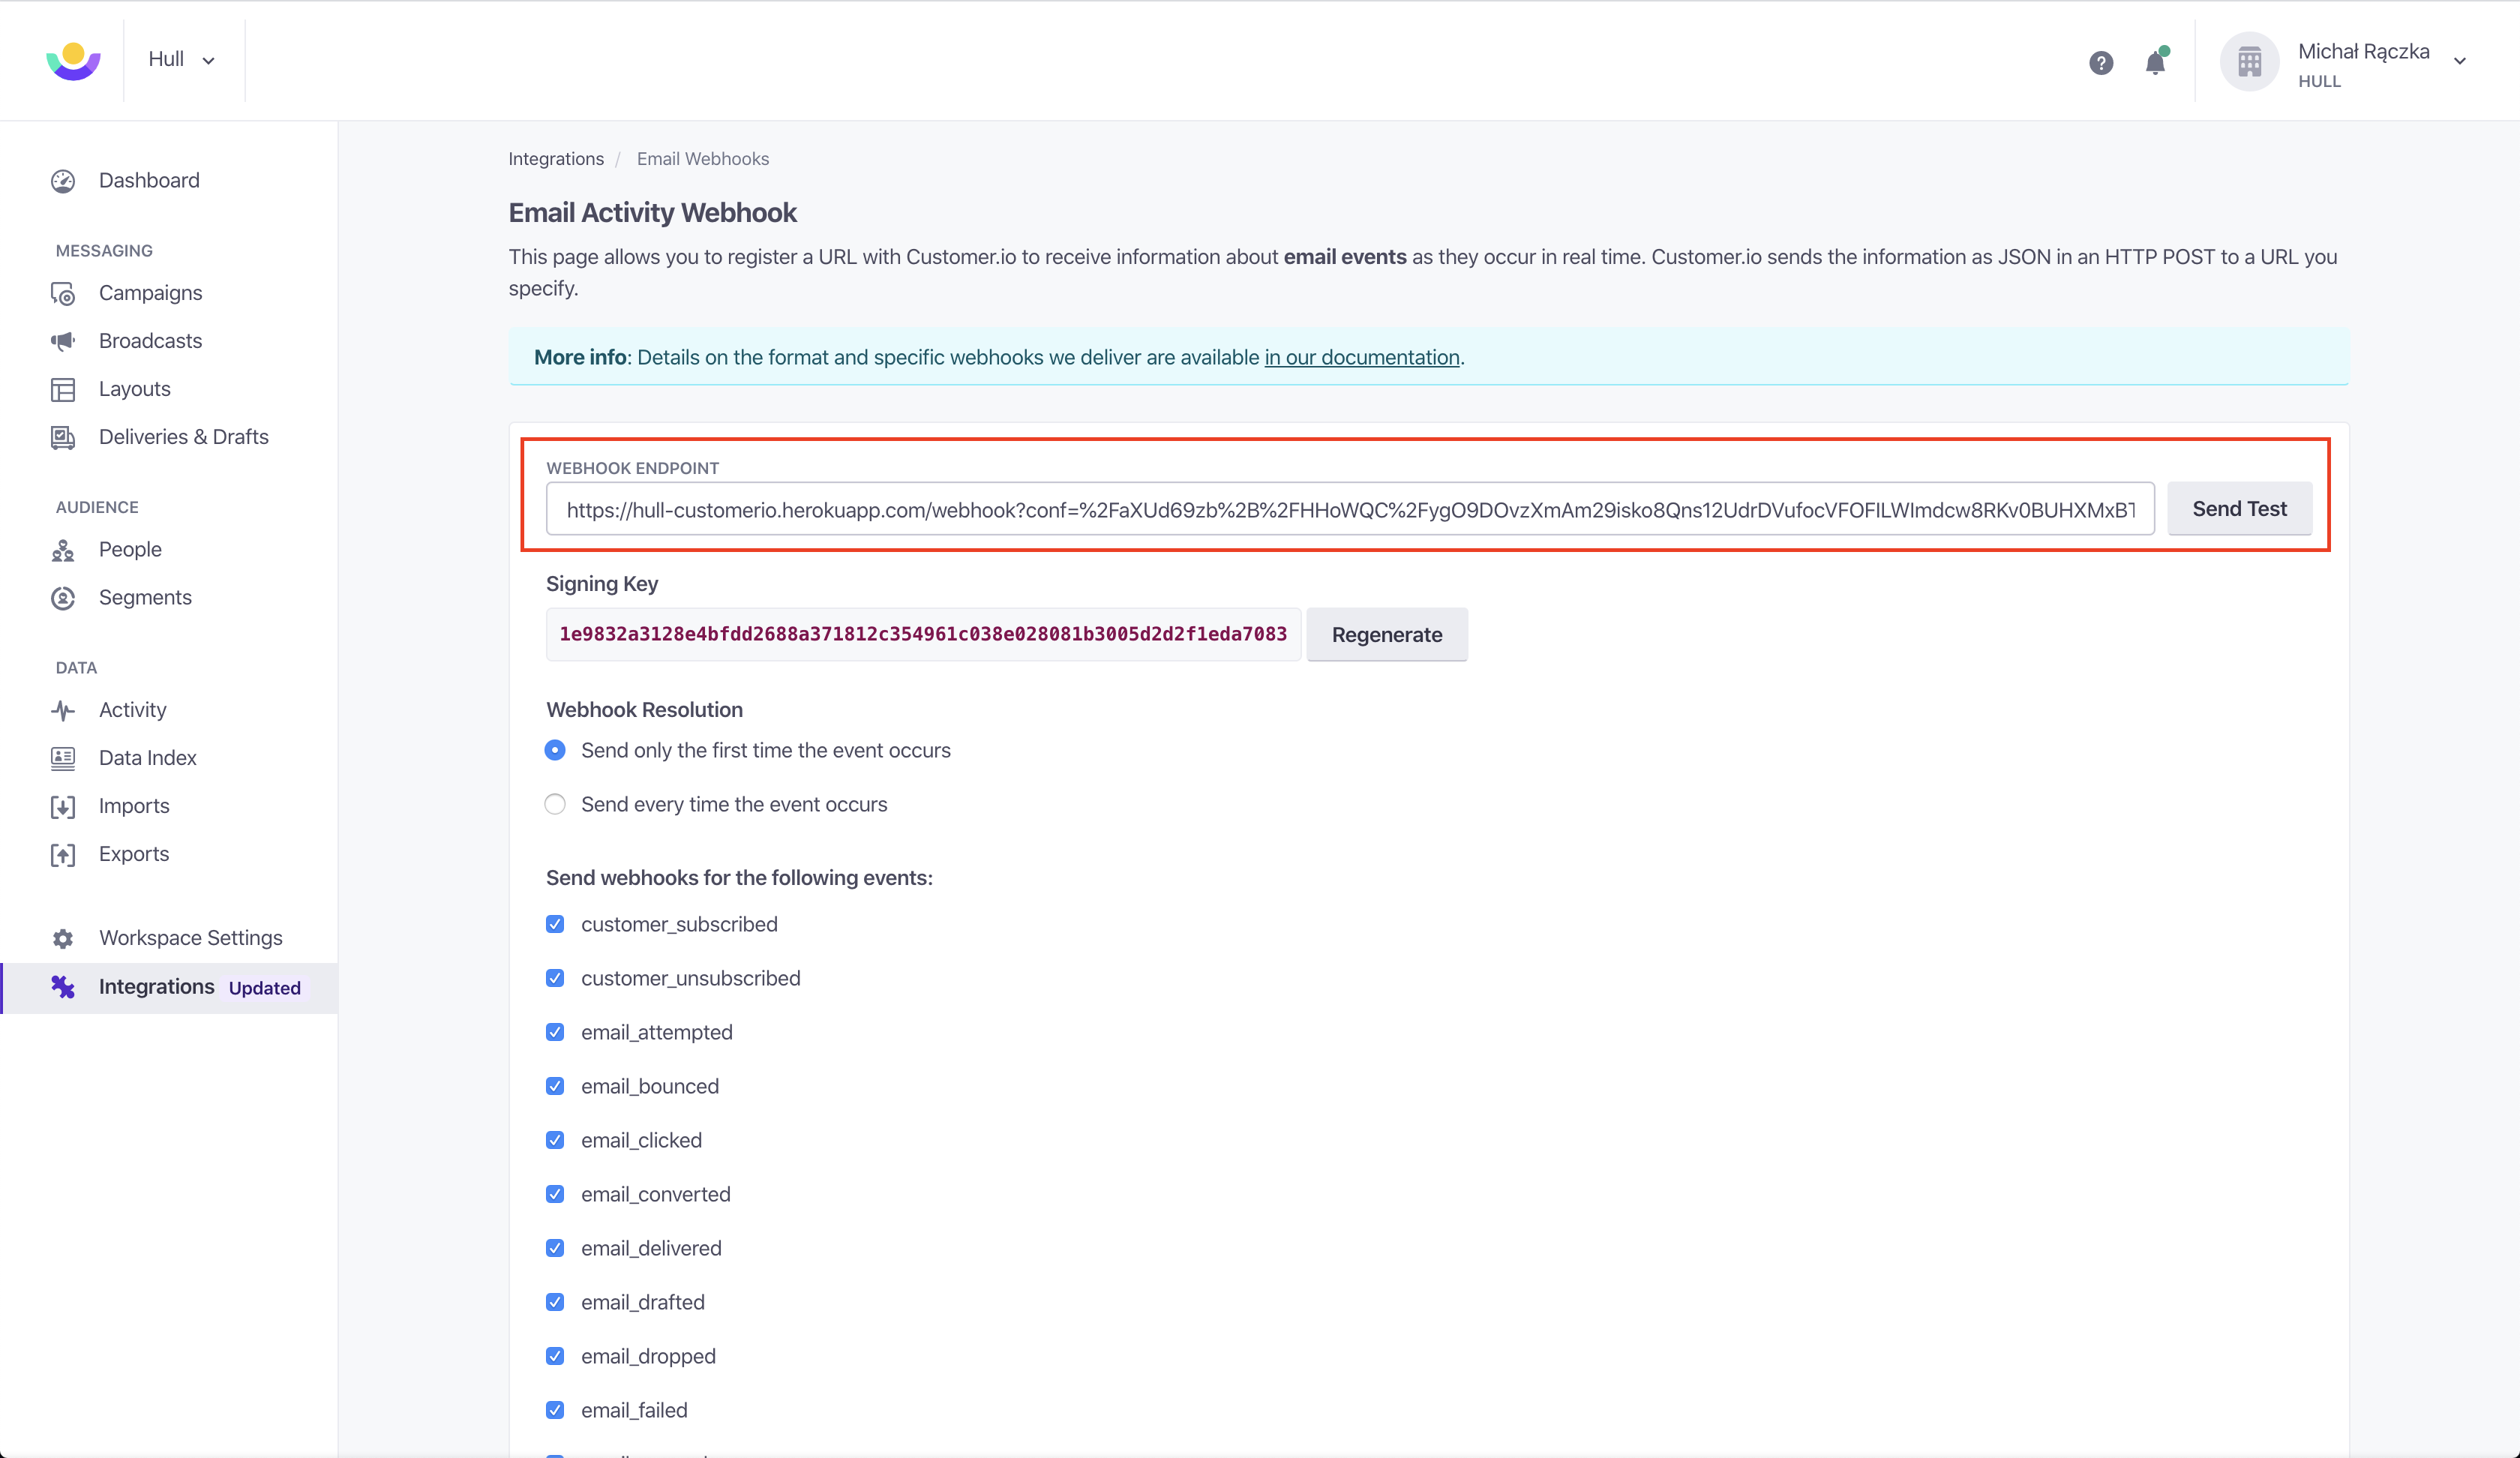 Hull
Michał Rączka
HULL
Dashboard
MESSAGING
Campaigns
Broadcasts
Layouts
Deliveries & Drafts
AUDIENCE
People
Segments
DATA
Activity
Data Index
Imports
Exports
Workspace Settings
Integrations Updated
Integrations / Email Webhooks
Email Activity Webhook
This page allows you to register a URL with Customer.io to receive information about email events as they occur in real time. Customer.io sends the information as JSON in an HTTP POST to a URL you
specify.
More info: Details on the format and specific webhooks we deliver are available in our documentation.
WEBHOOK ENDPOINT
https://hull-customerio.herokuapp.com/webhook?conf=%2FaXUd69zb%2B%2FHHoWQC%2FygO9DOvzXmAm29isko8Qns12UdrDVufocVFOFILWImdcw8RKv0BUHXMxBT
Send Test
Signing Key
1e9832a3128e4bfdd2688a371812c354961c038e028081b3005d2d2f1eda7083
Regenerate
Webhook Resolution
Send only the first time the event occurs
Send every time the event occurs
Send webhooks for the following events:
customer_subscribed
customer_unsubscribed
email_attempted
email_bounced
email_clicked
email_converted
email_delivered
email_drafted
email_dropped
email_failed